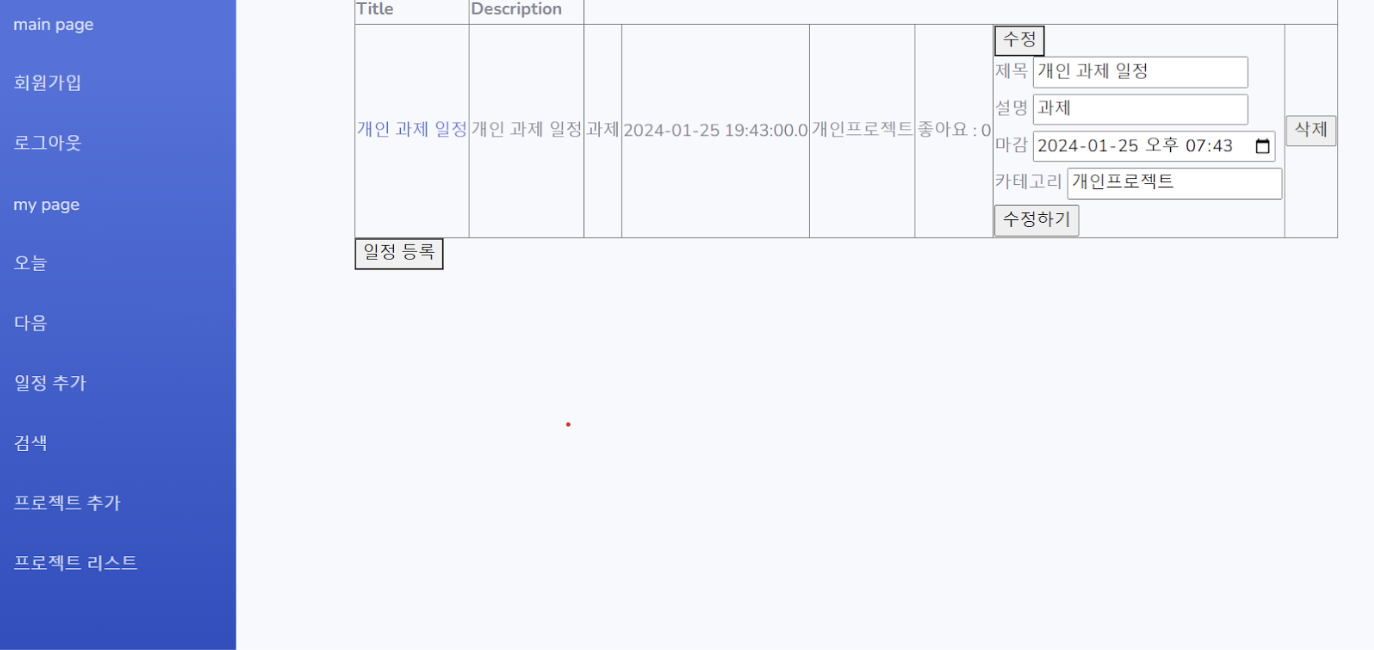 main page
회원가입
로그아웃
my page
오늘
다음
일정 추가
검색
프로젝트 추가
프로젝트 리스트
Title Description
개인 과제 일정 개인 과제 일정 과제 2024-01-25 19:43:00.0 개인프로젝트 좋아요 : 0
수정
제목 개인 과제 일정
설명 과제
마감 2024-01-25 오후 07:43
카테고리 개인프로젝트
수정하기
삭제
일정 등록